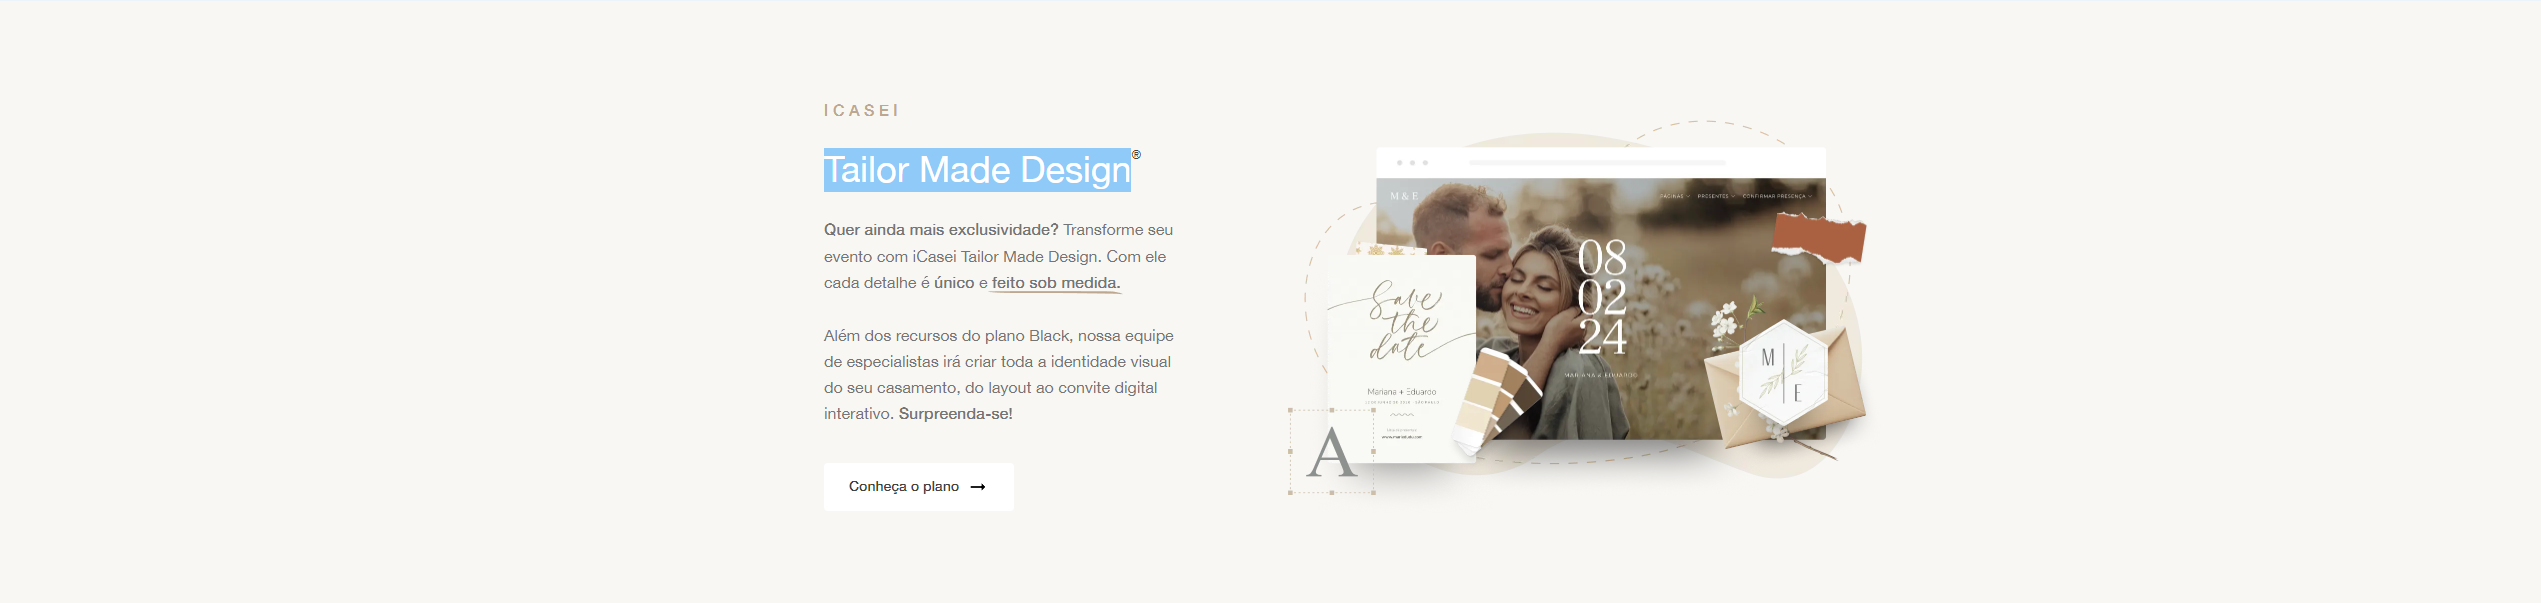 ICASEI
Tailor Made Design®
Quer ainda mais exclusividade? Transforme seu
evento com iCasei Tailor Made Design. Com ele
cada detalhe é único e feito sob medida.
Além dos recursos do plano Black, nossa equipe
de especialistas irá criar toda a identidade visual
do seu casamento, do layout ao convite digital
interativo. Surpreenda-se!
Conheça o plano
M & E
PÁGINAS PRESENTES CONFIRMAR PRESENÇA
08
02
24
MARIANA & EDUARDO
Save
the
date
Mariana + Eduardo
A
M E